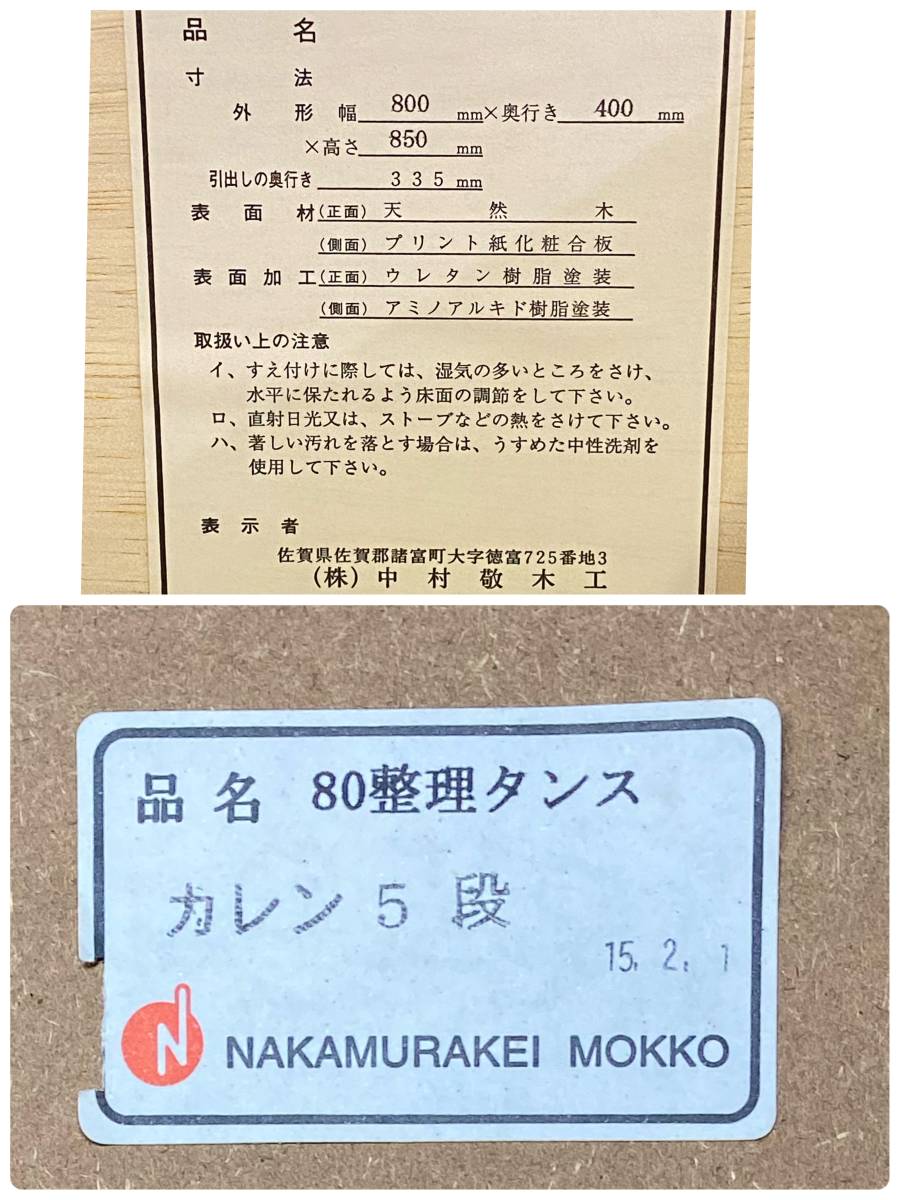 品名
寸法
外形 幅 800 mm×奥行き 400 mm
×高さ 850 mm
引出しの奥行き 335 mm
表面材(正面) 天然木
(側面) プリント紙化粧合板
表面加工(正面) ウレタン樹脂塗装
(側面) アミノアルキド樹脂塗装
取扱い上の注意
イ、すえ付けに際しては、湿気の多いところをさけ、
水平に保たれるよう床面の調節をして下さい。
ロ、直射日光又は、ストーブなどの熱をさけて下さい。
ハ、著しい汚れを落とす場合は、うすめた中性洗剤を
使用して下さい。
表示者
佐賀県佐賀郡諸富町大字徳富725番地3
(株)中村敬木工
品名 80整理タンス
カレン 5 段
15. 2. 1
N NAKAMURAKEI MOKKO